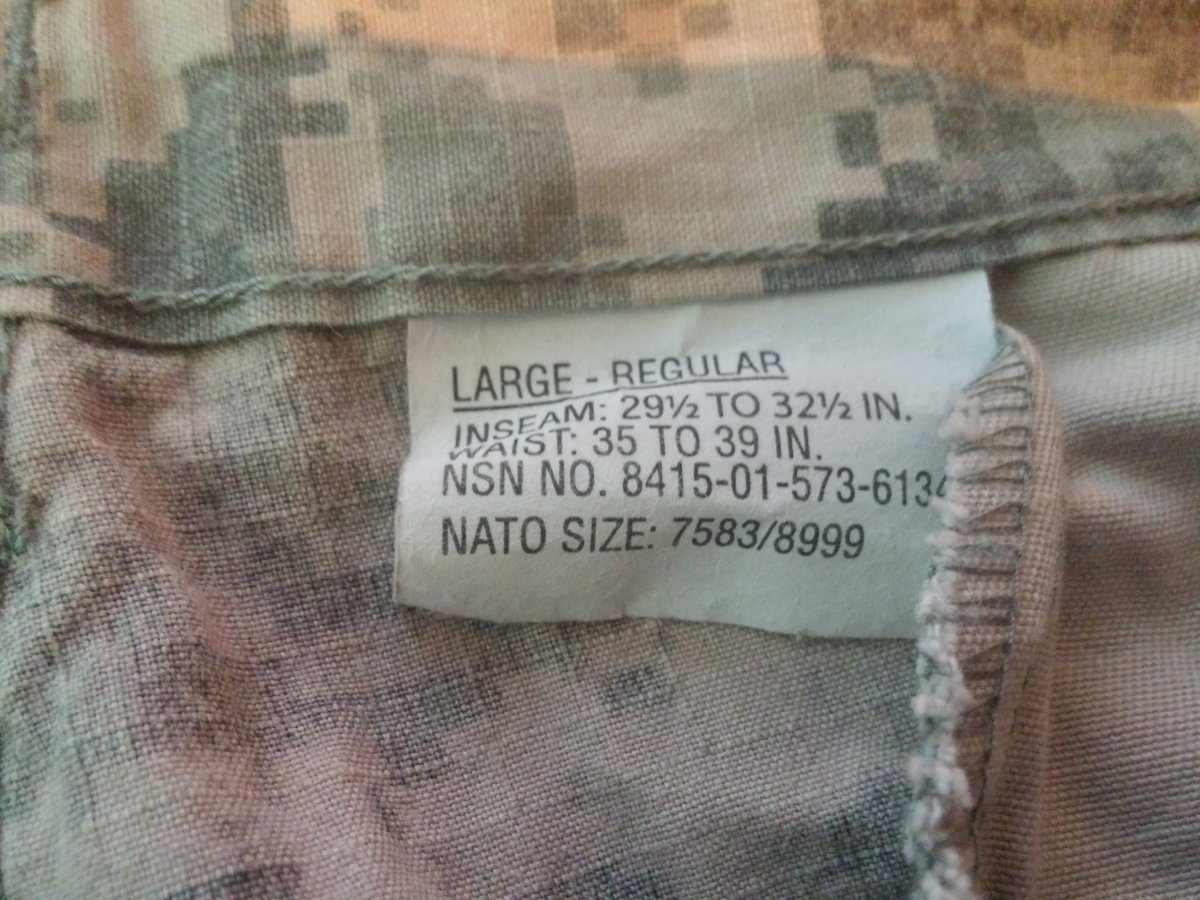 LARGE - REGULAR
INSEAM: 29½ TO 32½ IN.
WAIST: 35 TO 39 IN.
NSN NO. 8415-01-573-6134
NATO SIZE: 7583/8999